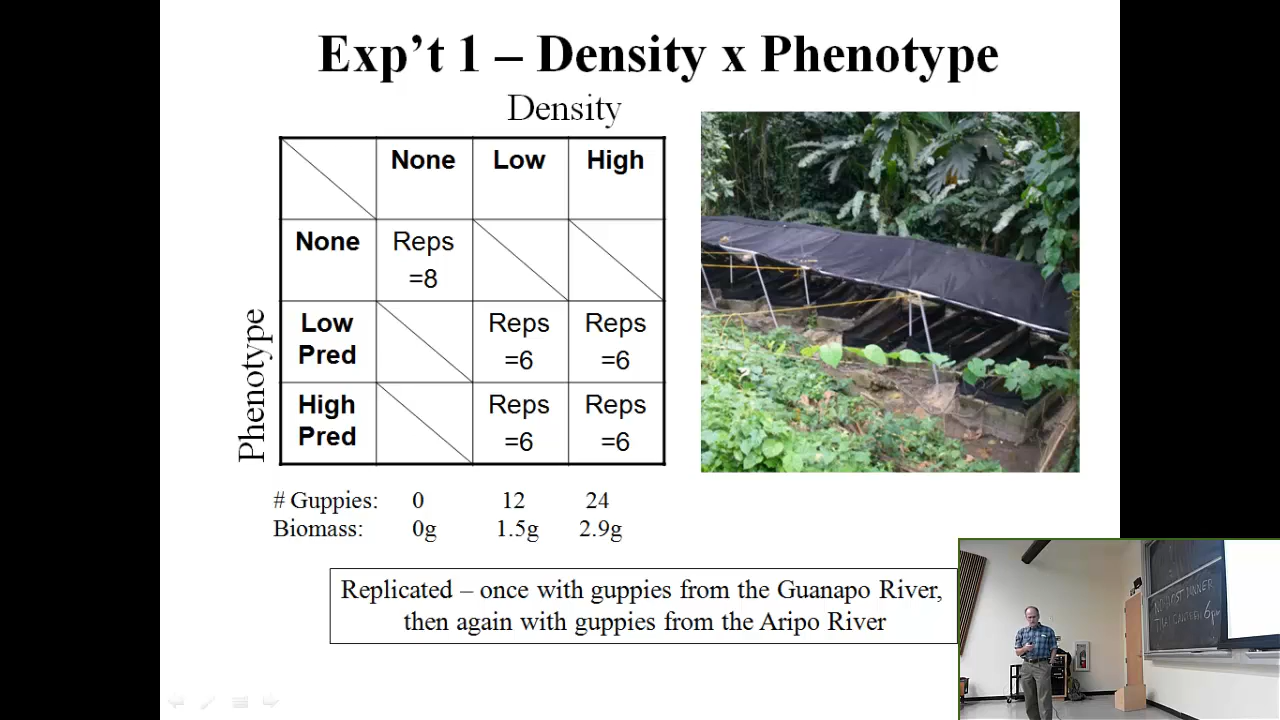 Exp’t 1 – Density x Phenotype
Density
None Low High
None Reps =8
Phenotype
Low Pred Reps =6 Reps =6
High Pred Reps =6 Reps =6
# Guppies: 0 12 24
Biomass: 0g 1.5g 2.9g
Replicated – once with guppies from the Guanapo River,
then again with guppies from the Aripo River